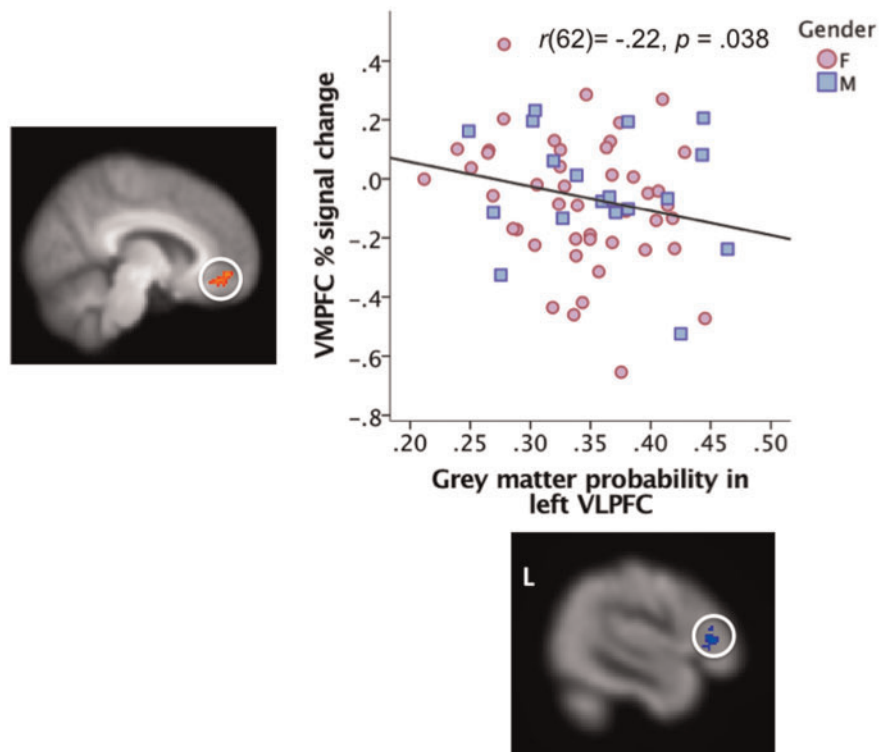 r(62)= -.22, p = .038
Gender
F
M
VMPFC % signal change
.4
.2
.0
-.2
-.4
-.6
-.8
.20 .25 .30 .35 .40 .45 .50
Grey matter probability in
left VLPFC
L